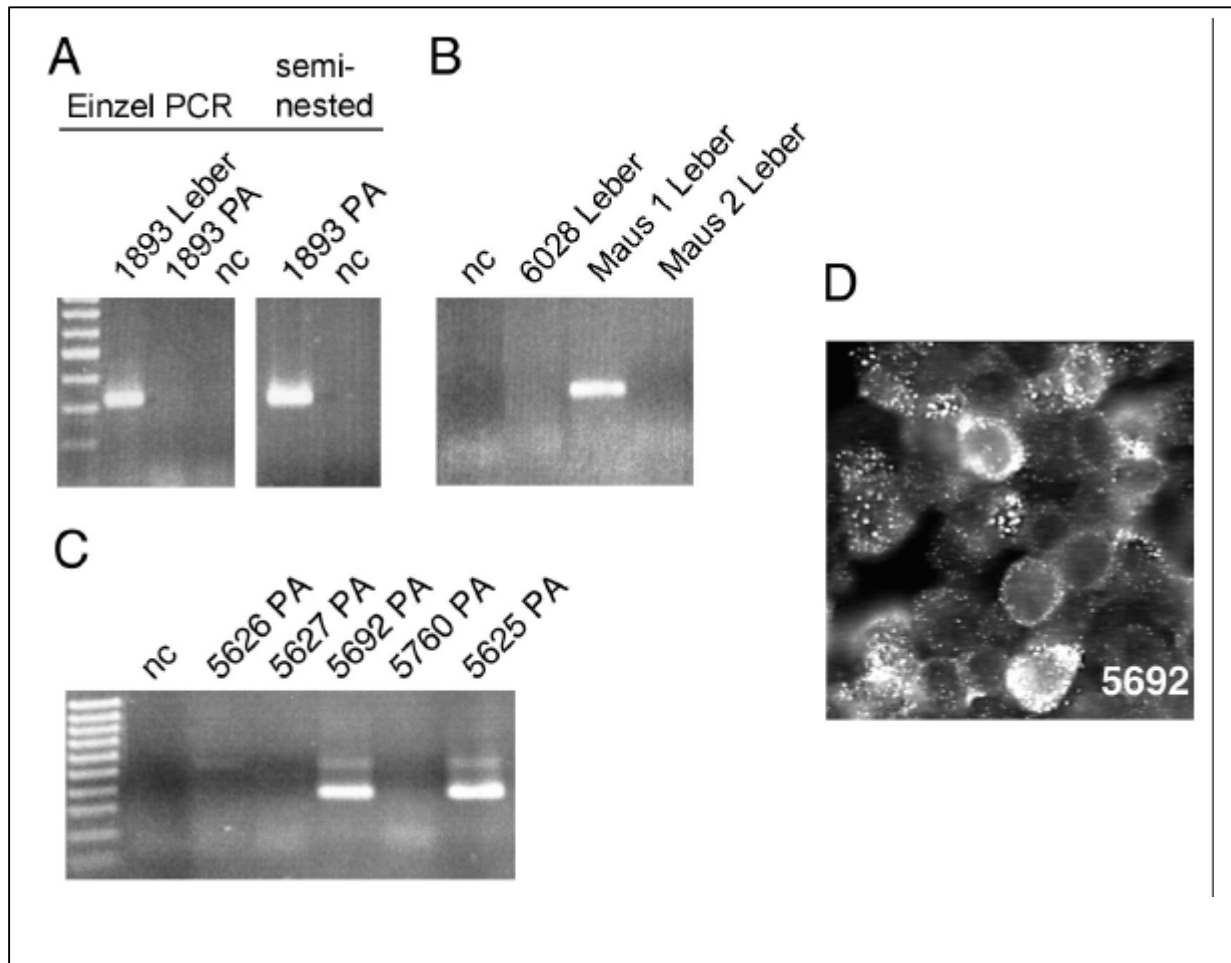 A
Einzel PCR
semi-
nested
1893 Leber
1893 PA
nc
1893 PA
nc
B
nc
6028 Leber
Maus 1 Leber
Maus 2 Leber
C
nc
5626 PA
5627 PA
5692 PA
5760 PA
5625 PA
D
5692